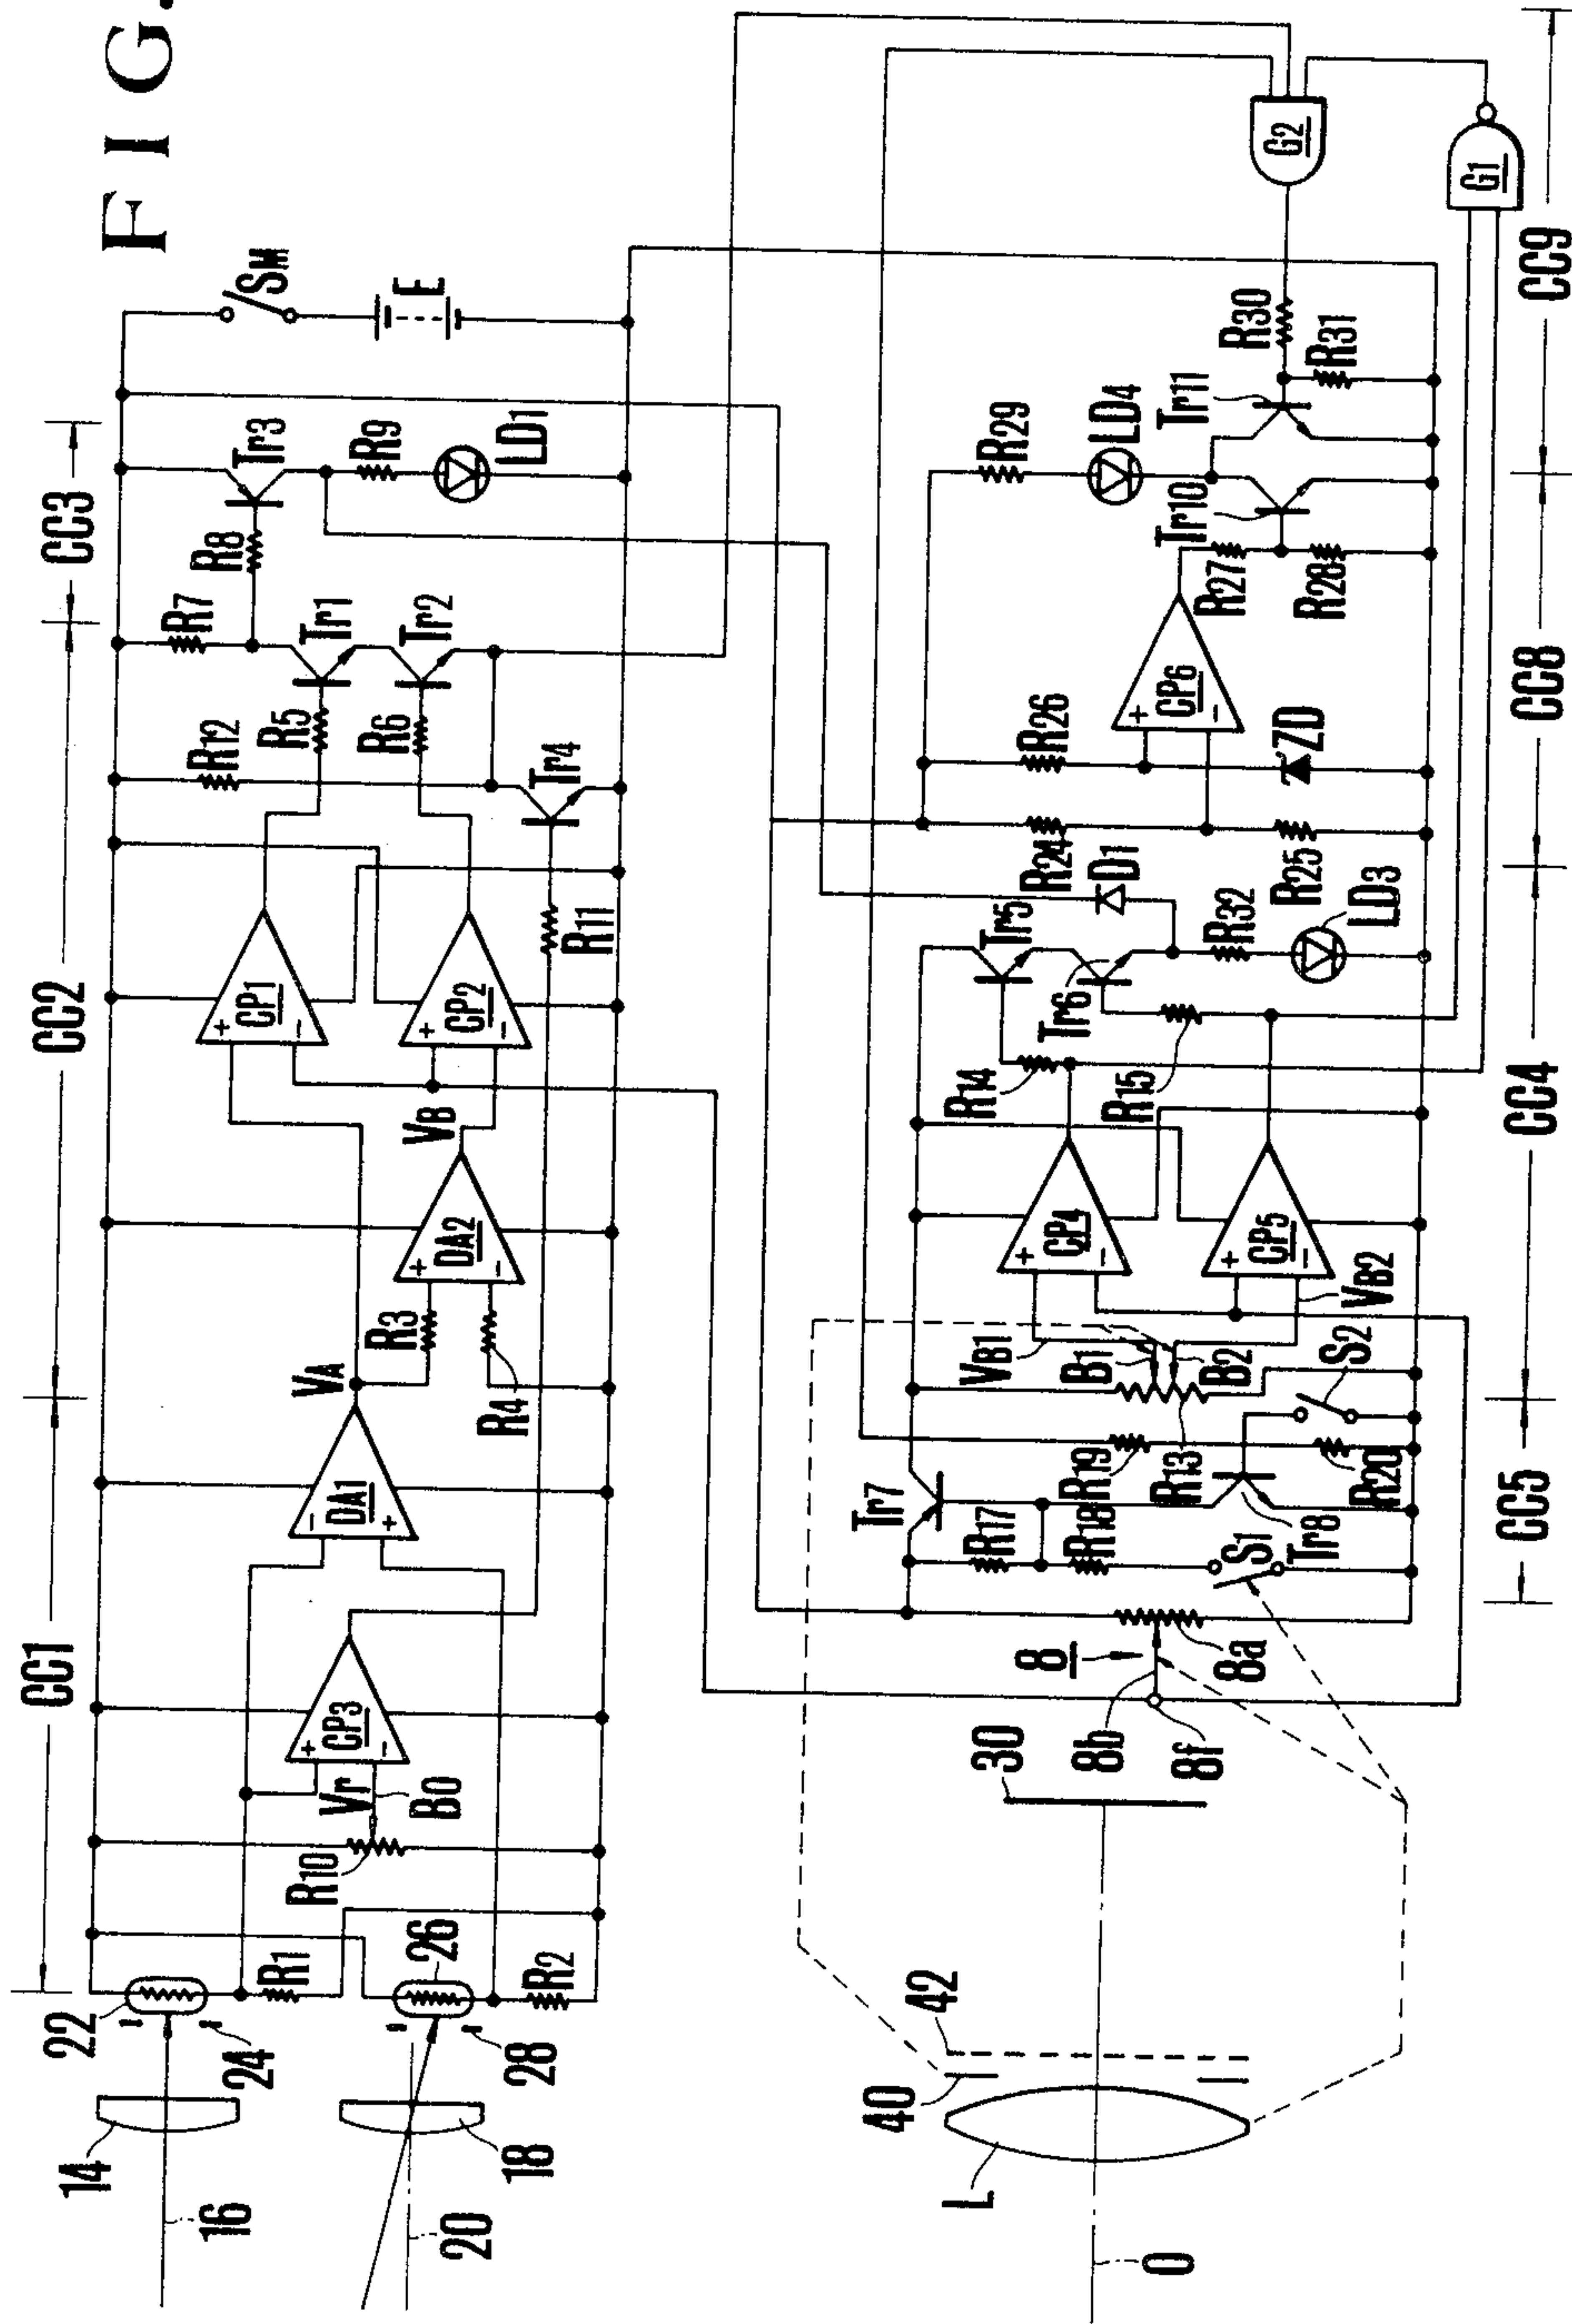 FIG.
CC1
CC2
CC3
22
14
16
24
R1
26
18
20
28
R2
R10
Vr
B0
CP3
+
-
DA1
-
+
VA
R3
R4
DA2
+
-
VB
CP1
+
-
CP2
+
-
R11
R12
R5
R6
Tr4
R7
Tr1
Tr2
R8
Tr3
R9
LD1
SM
E
L
O
40
42
30
8
8a
8b
8f
Tr7
R17
R18
S1
Tr8
R19
R13
R20
S2
VB1
B1
B2
VB2
CP4
+
-
CP5
+
-
R14
R15
Tr5
Tr6
D1
R32
LD3
R24
R25
R26
ZD
CP6
+
-
R27
R28
Tr10
R29
LD4
Tr11
R30
R31
G2
G1
CC5
CC4
CC8
CC9